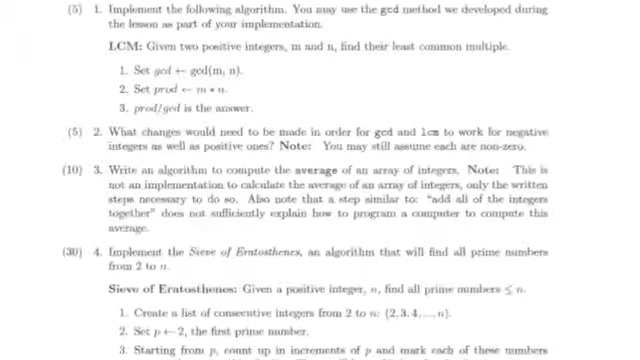 (5) 1. Implement the following algorithm. You may use the gcd method we developed during
the lesson as part of your implementation.
LCM: Given two positive integers, m and n, find their least common multiple.
1. Set gcd ← gcd(m, n).
2. Set prod ← m * n.
3. prod/gcd is the answer.
(5) 2. What changes would need to be made in order for gcd and lcm to work for negative
integers as well as positive ones? Note: You may still assume each are non-zero.
(10) 3. Write an algorithm to compute the average of an array of integers. Note: This is
not an implementation to calculate the average of an array of integers, only the written
steps necessary to do so. Also note that a step similar to: "add all of the integers
together" does not sufficiently explain how to program a computer to compute this
average.
(30) 4. Implement the Sieve of Eratosthenes, an algorithm that will find all prime numbers
from 2 to n.
Sieve of Eratosthenes: Given a positive integer, n, find all prime numbers ≤ n.
1. Create a list of consecutive integers from 2 to n: (2, 3, 4, ..., n).
2. Set p ← 2, the first prime number.
3. Starting from p, count up in increments of p and mark each of these numbers